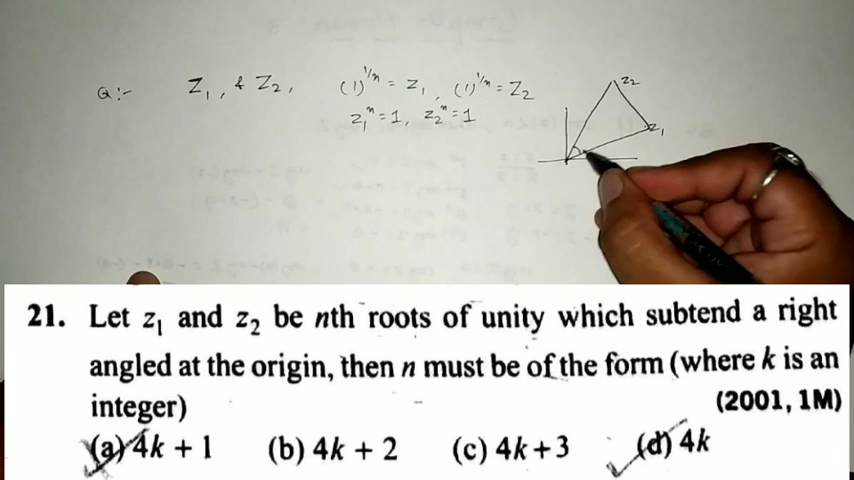 Q:- Z₁, & Z₂, (1)^1/n = z₁, (1)^1/n = Z₂
z₁ⁿ = 1, z₂ⁿ = 1
z₂
z₁
21. Let z₁ and z₂ be nth roots of unity which subtend a right
angled at the origin, then n must be of the form (where k is an
integer) (2001, 1M)
(a) 4k + 1 (b) 4k + 2 (c) 4k+3 (d) 4k